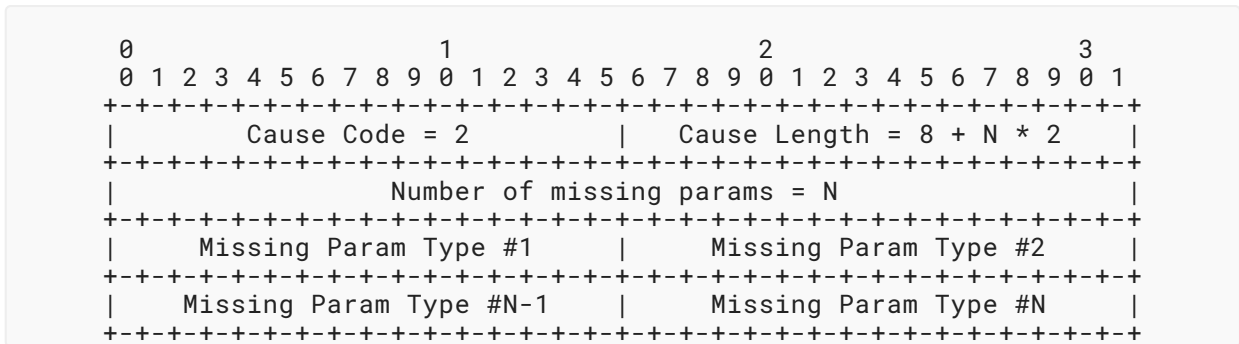 0                   1                   2                   3
 0 1 2 3 4 5 6 7 8 9 0 1 2 3 4 5 6 7 8 9 0 1 2 3 4 5 6 7 8 9 0 1
+-+-+-+-+-+-+-+-+-+-+-+-+-+-+-+-+-+-+-+-+-+-+-+-+-+-+-+-+-+-+-+-+
|        Cause Code = 2         |   Cause Length = 8 + N * 2    |
+-+-+-+-+-+-+-+-+-+-+-+-+-+-+-+-+-+-+-+-+-+-+-+-+-+-+-+-+-+-+-+-+
|                 Number of missing params = N                  |
+-+-+-+-+-+-+-+-+-+-+-+-+-+-+-+-+-+-+-+-+-+-+-+-+-+-+-+-+-+-+-+-+
|     Missing Param Type #1     |     Missing Param Type #2     |
+-+-+-+-+-+-+-+-+-+-+-+-+-+-+-+-+-+-+-+-+-+-+-+-+-+-+-+-+-+-+-+-+
|    Missing Param Type #N-1    |     Missing Param Type #N     |
+-+-+-+-+-+-+-+-+-+-+-+-+-+-+-+-+-+-+-+-+-+-+-+-+-+-+-+-+-+-+-+-+